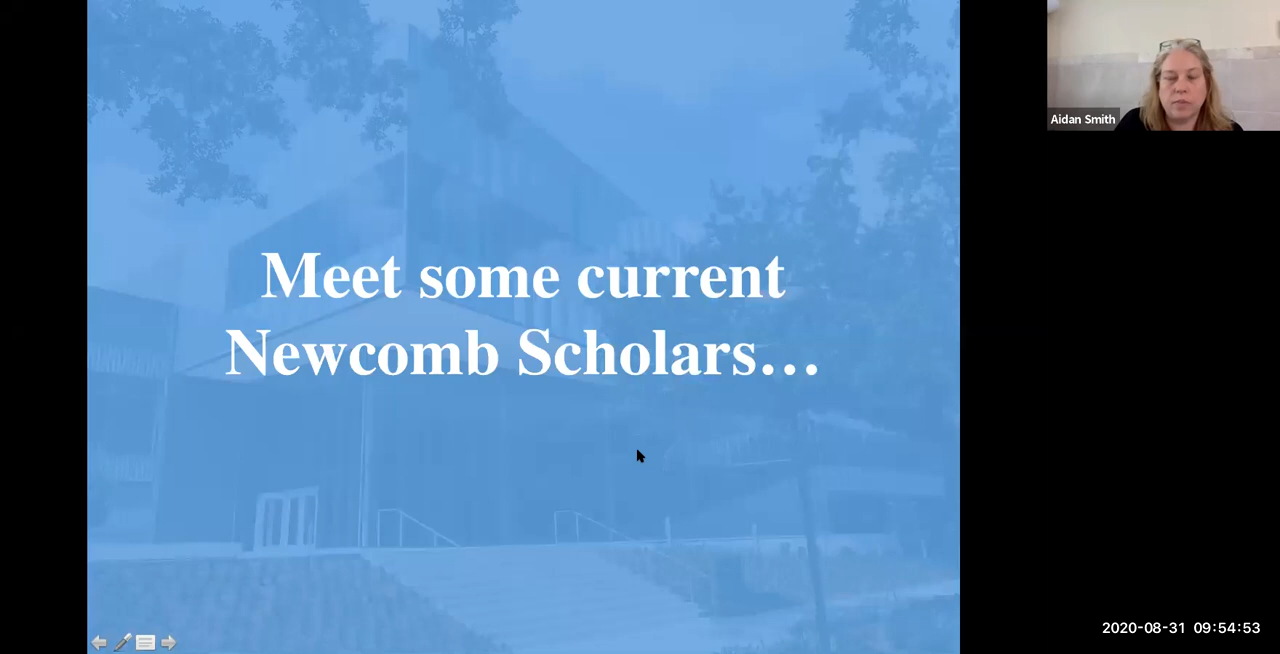 Aidan Smith
Meet some current
Newcomb Scholars...
2020-08-31 09:54:53